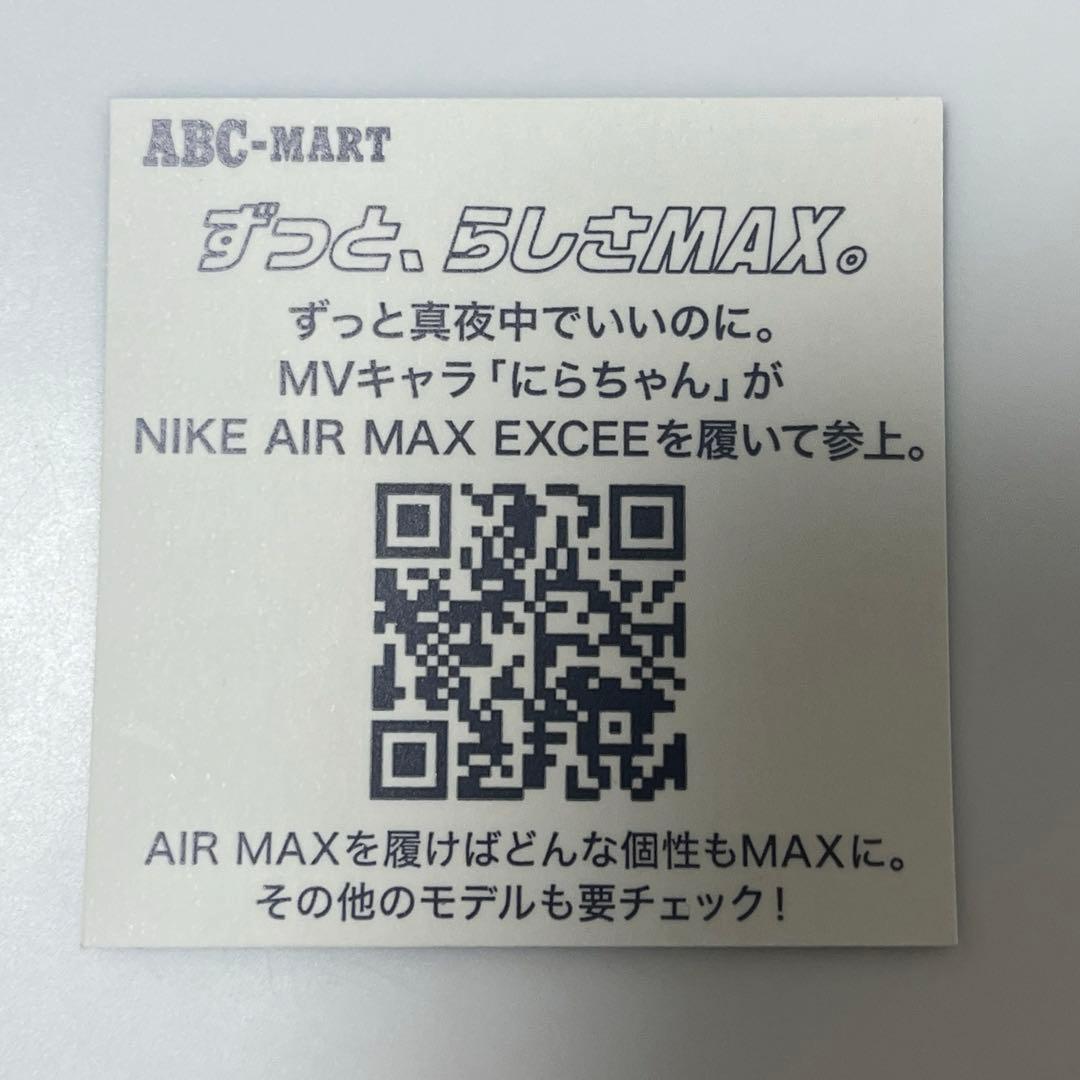 ABC-MART
ずっと、らしさMAX。
ずっと真夜中でいいのに。
MVキャラ「にらちゃん」が
NIKE AIR MAX EXCEEを履いて参上。
AIR MAXを履けばどんな個性もMAXに。
その他のモデルも要チェック!